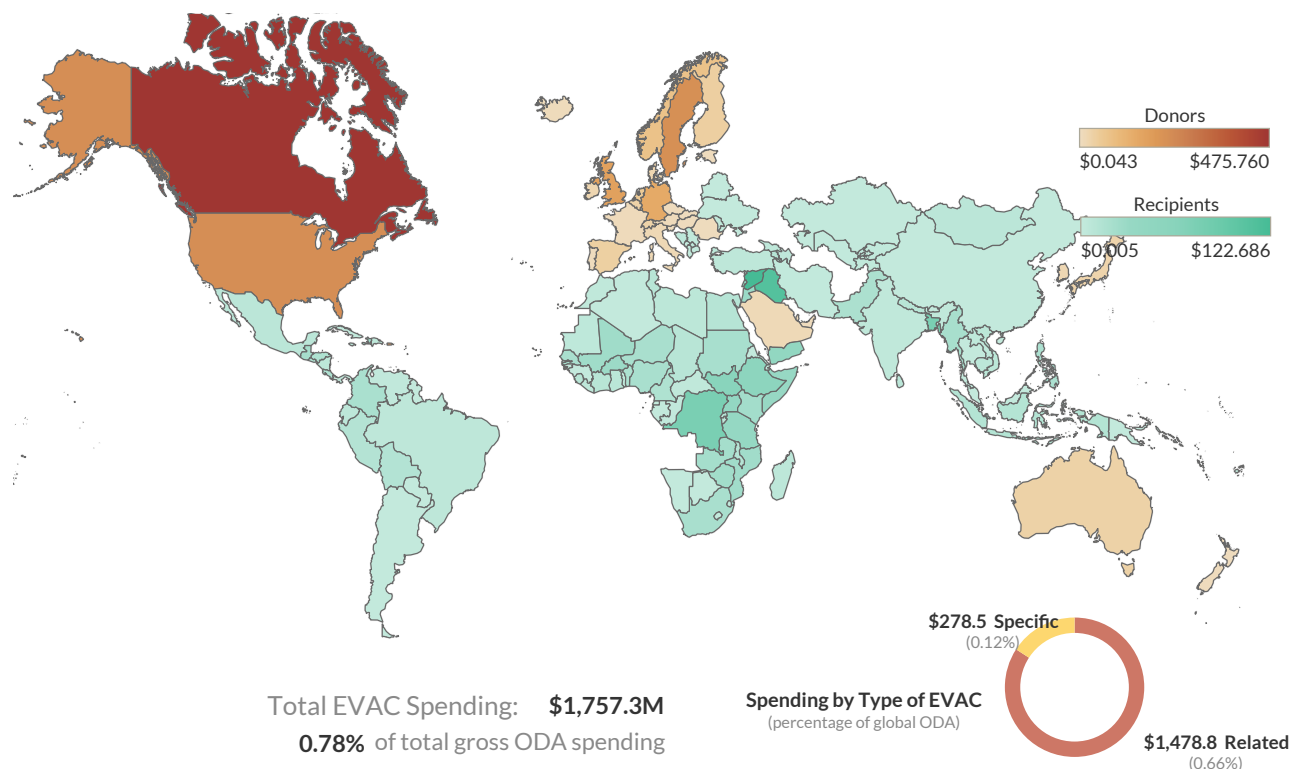 Donors
$0.043 $475.760
Recipients
$0.005 $122.686
$278.5 Specific
(0.12%)
Total EVAC Spending: $1,757.3M
0.78% of total gross ODA spending
Spending by Type of EVAC
(percentage of global ODA)
$1,478.8 Related
(0.66%)